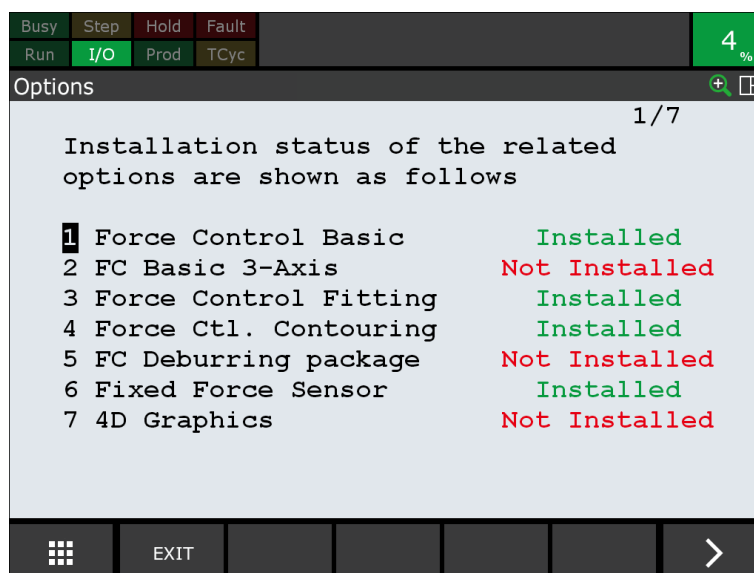 Busy Step Hold Fault
Run I/O Prod TCyc
4 %
Options
1/7
Installation status of the related
options are shown as follows
1 Force Control Basic Installed
2 FC Basic 3-Axis Not Installed
3 Force Control Fitting Installed
4 Force Ctl. Contouring Installed
5 FC Deburring package Not Installed
6 Fixed Force Sensor Installed
7 4D Graphics Not Installed
EXIT